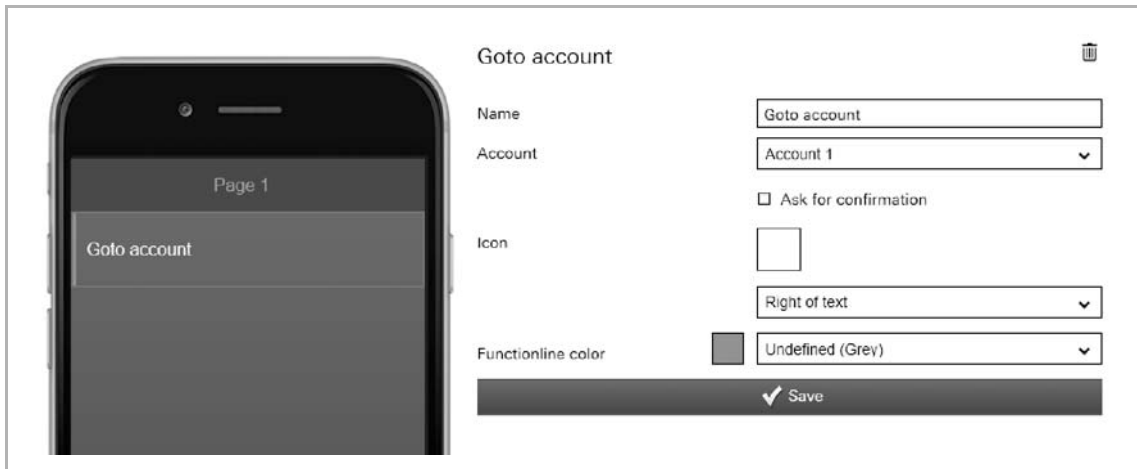 Page 1
Goto account
Goto account
Name
Goto account
Account
Account 1
Ask for confirmation
Icon
Right of text
Functionline color
Undefined (Grey)
Save